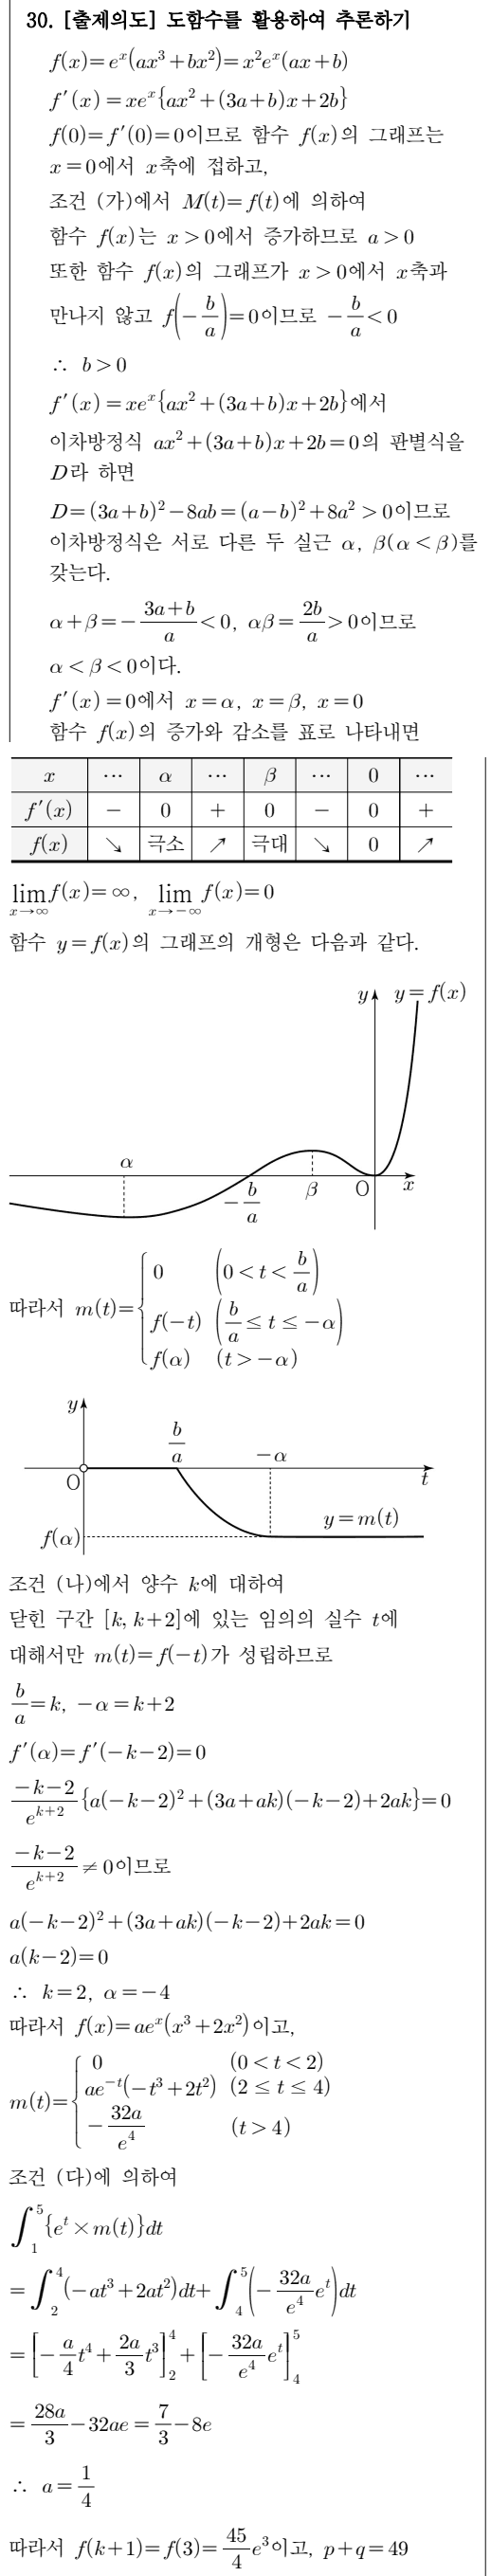 30. [출제의도] 도함수를 활용하여 추론하기
f(x)=e^x(ax^3+bx^2)=x^2e^x(ax+b)
f′(x)=xe^x{ax^2+(3a+b)x+2b}
f(0)=f′(0)=0이므로 함수 f(x)의 그래프는
x=0에서 x축에 접하고,
조건 (가)에서 M(t)=f(t)에 의하여
함수 f(x)는 x>0에서 증가하므로 a>0
또한 함수 f(x)의 그래프가 x>0에서 x축과
만나지 않고 f(-b/a)=0이므로 -b/a<0
∴ b>0
f′(x)=xe^x{ax^2+(3a+b)x+2b}에서
이차방정식 ax^2+(3a+b)x+2b=0의 판별식을
D라 하면
D=(3a+b)^2-8ab=(a-b)^2+8a^2>0이므로
이차방정식은 서로 다른 두 실근 α, β(α<β)를
갖는다.
α+β=-(3a+b)/a<0, αβ=2b/a>0이므로
α<β<0이다.
f′(x)=0에서 x=α, x=β, x=0
함수 f(x)의 증가와 감소를 표로 나타내면
x ⋯ α ⋯ β ⋯ 0 ⋯
f′(x) - 0 + 0 - 0 +
f(x) ↘ 극소 ↗ 극대 ↘ 0 ↗
lim_{x→∞} f(x)=∞, lim_{x→-∞} f(x)=0
함수 y=f(x)의 그래프의 개형은 다음과 같다.
y y=f(x)
α
-b/a β O x
따라서 m(t)={ 0 (0<t<b/a)
f(-t) (b/a≤t≤-α)
f(α) (t>-α)
y
b/a -α
O t
y=m(t)
f(α)
조건 (나)에서 양수 k에 대하여
닫힌 구간 [k, k+2]에 있는 임의의 실수 t에
대해서만 m(t)=f(-t)가 성립하므로
b/a=k, -α=k+2
f′(α)=f′(-k-2)=0
(-k-2)/e^{k+2}{a(-k-2)^2+(3a+ak)(-k-2)+2ak}=0
(-k-2)/e^{k+2}≠0이므로
a(-k-2)^2+(3a+ak)(-k-2)+2ak=0
a(k-2)=0
∴ k=2, α=-4
따라서 f(x)=ae^x(x^3+2x^2)이고,
m(t)={ 0 (0<t<2)
ae^{-t}(-t^3+2t^2) (2≤t≤4)
-32a/e^4 (t>4)
조건 (다)에 의하여
∫_1^5{e^t×m(t)}dt
=∫_2^4(-at^3+2at^2)dt+∫_4^5(-32a/e^4 e^t)dt
=[-a/4 t^4+2a/3 t^3]_2^4+[-32a/e^4 e^t]_4^5
=-28a/3-32ae=7/3-8e
∴ a=1/4
따라서 f(k+1)=f(3)=45/4 e^3이고, p+q=49